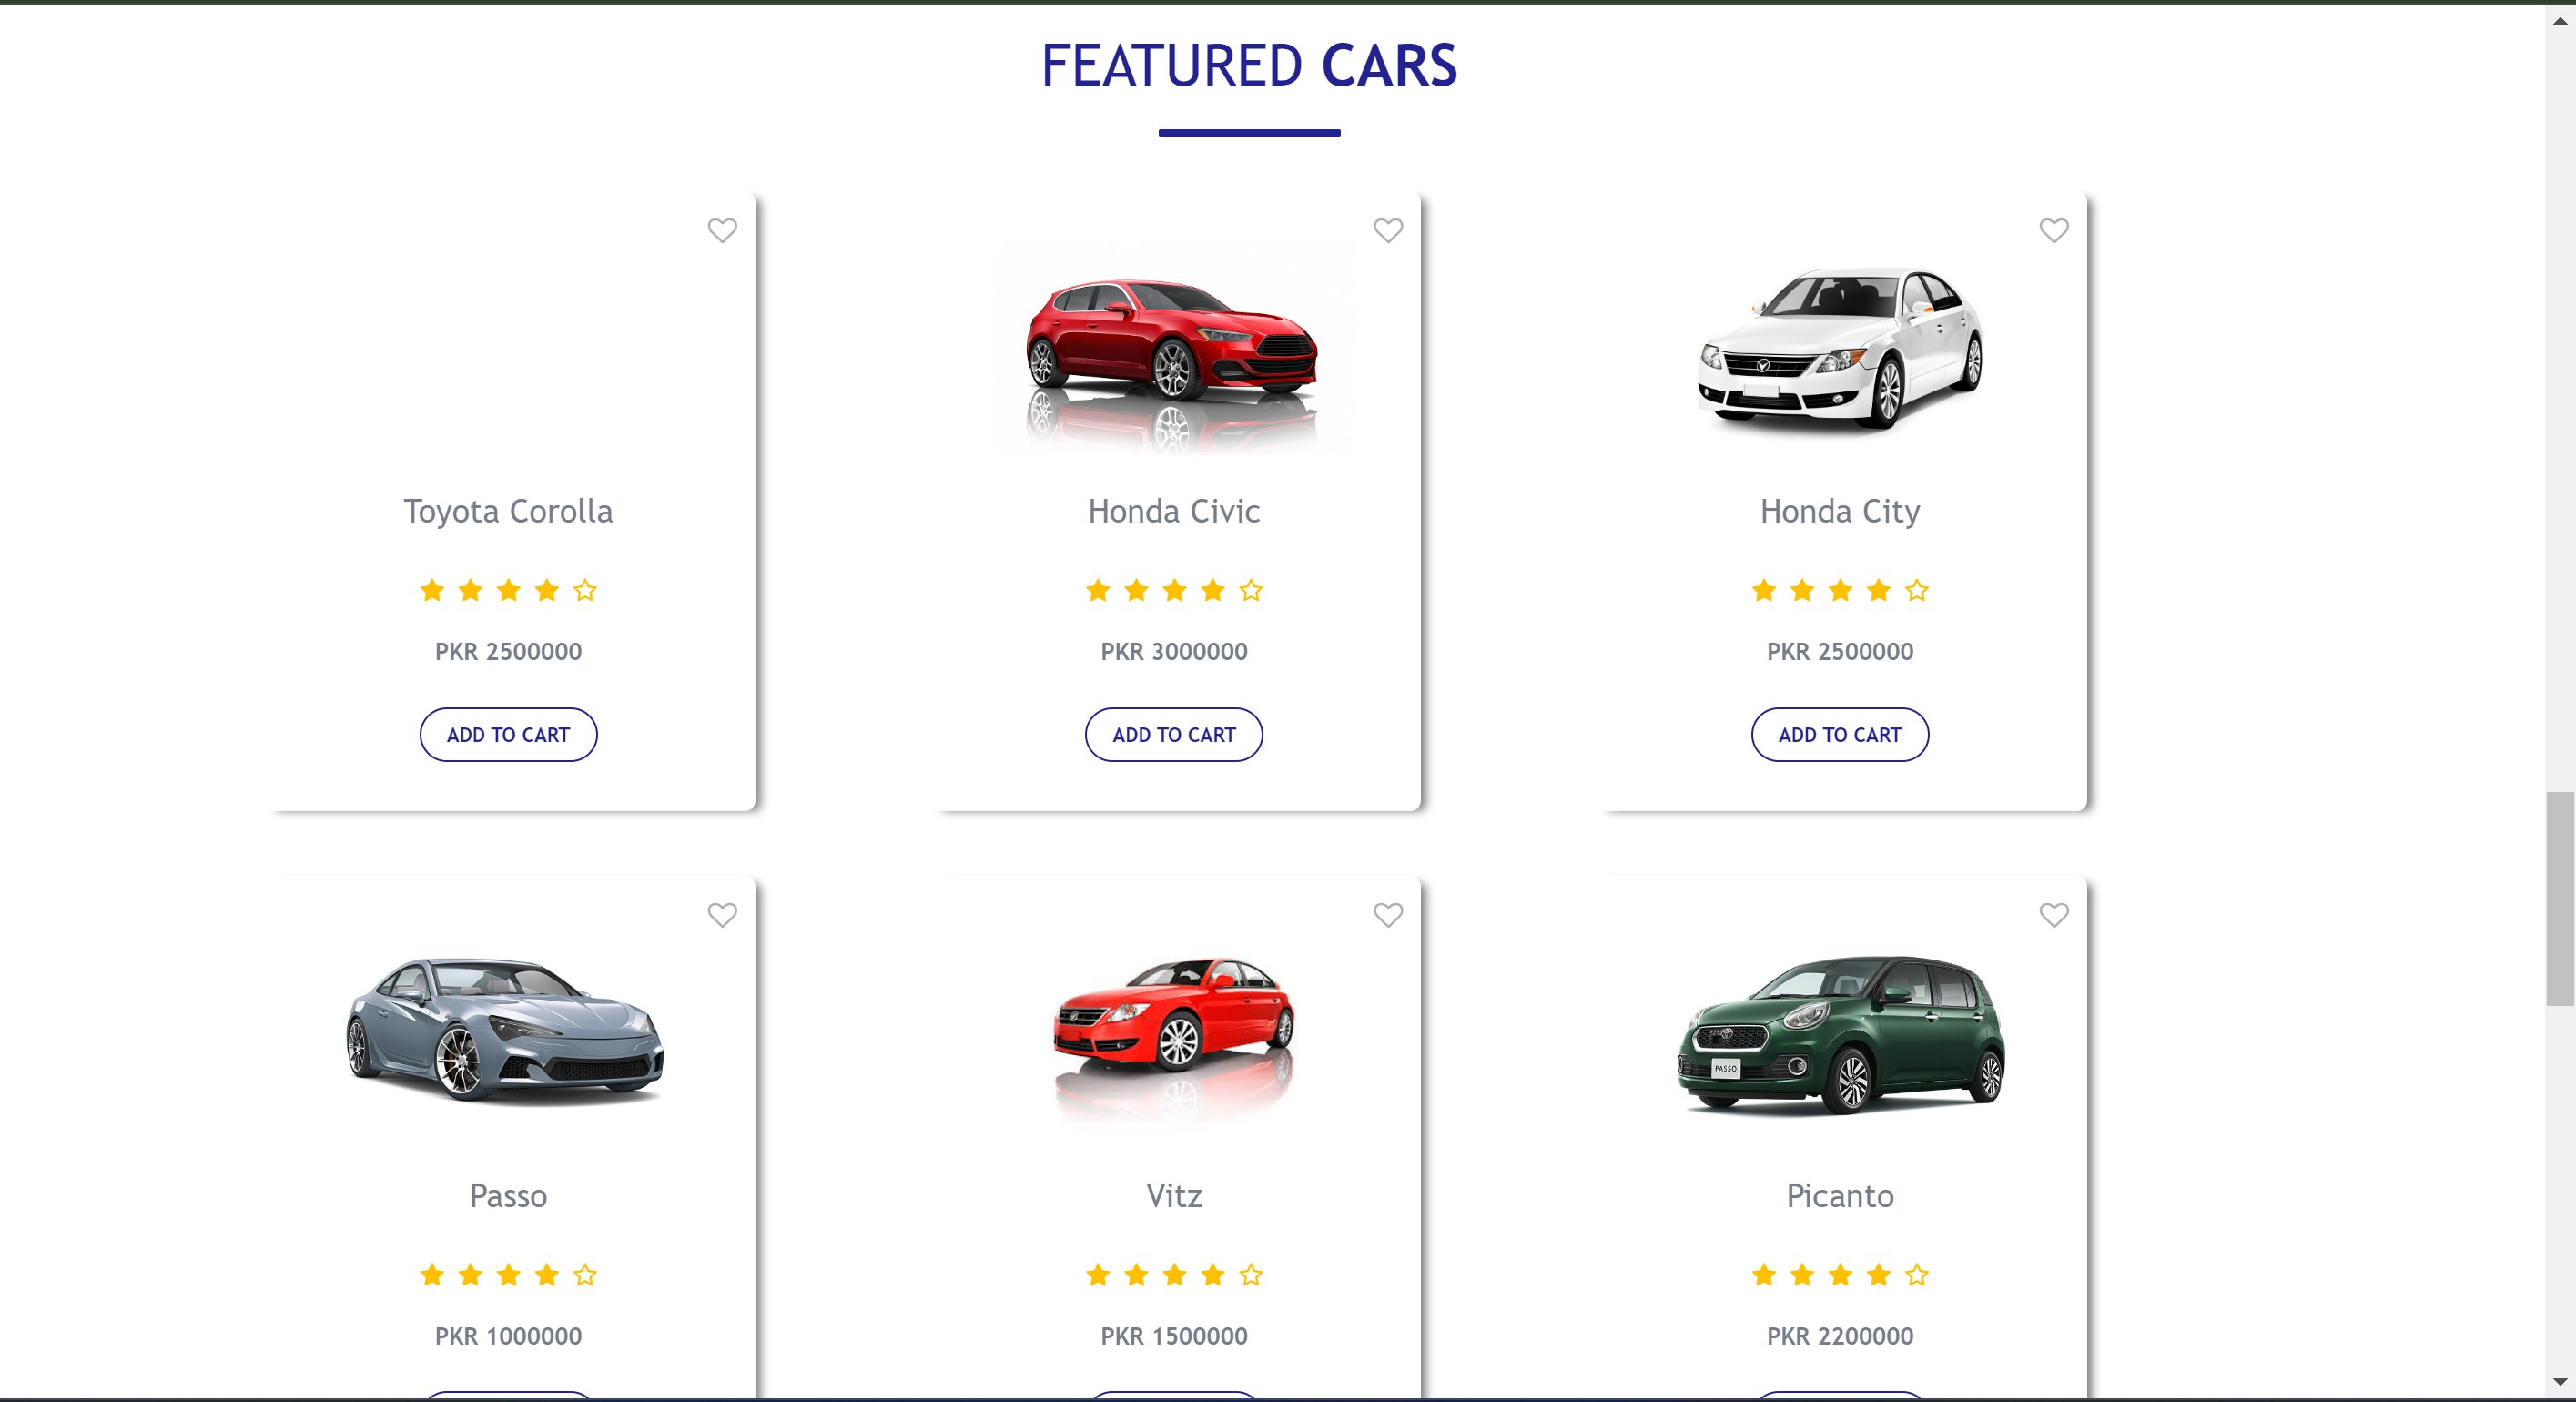 FEATURED CARS
Toyota Corolla
PKR 2500000
ADD TO CART
Honda Civic
PKR 3000000
ADD TO CART
Honda City
PKR 2500000
ADD TO CART
Passo
PKR 1000000
Vitz
PKR 1500000
PASSO
Picanto
PKR 2200000